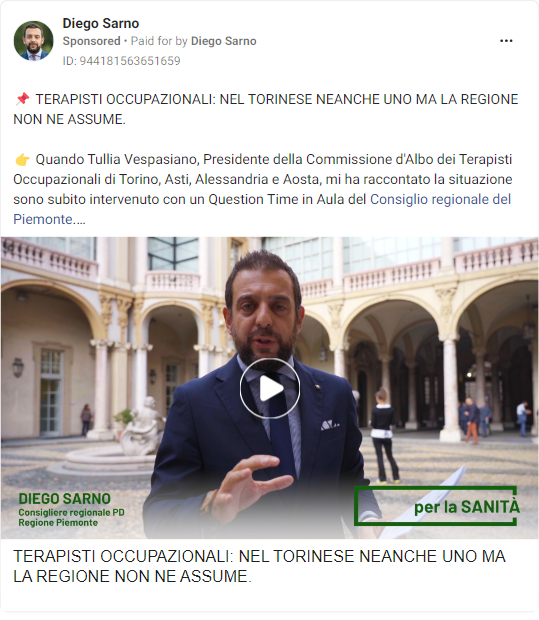 Diego Sarno
Sponsored • Paid for by Diego Sarno
ID: 944181563651659
📌 TERAPISTI OCCUPAZIONALI: NEL TORINESE NEANCHE UNO MA LA REGIONE
NON NE ASSUME.
👉 Quando Tullia Vespasiano, Presidente della Commissione d'Albo dei Terapisti
Occupazionali di Torino, Asti, Alessandria e Aosta, mi ha raccontato la situazione
sono subito intervenuto con un Question Time in Aula del Consiglio regionale del
Piemonte....
DIEGO SARNO
Consigliere regionale PD
Regione Piemonte
per la SANITÀ
TERAPISTI OCCUPAZIONALI: NEL TORINESE NEANCHE UNO MA
LA REGIONE NON NE ASSUME.